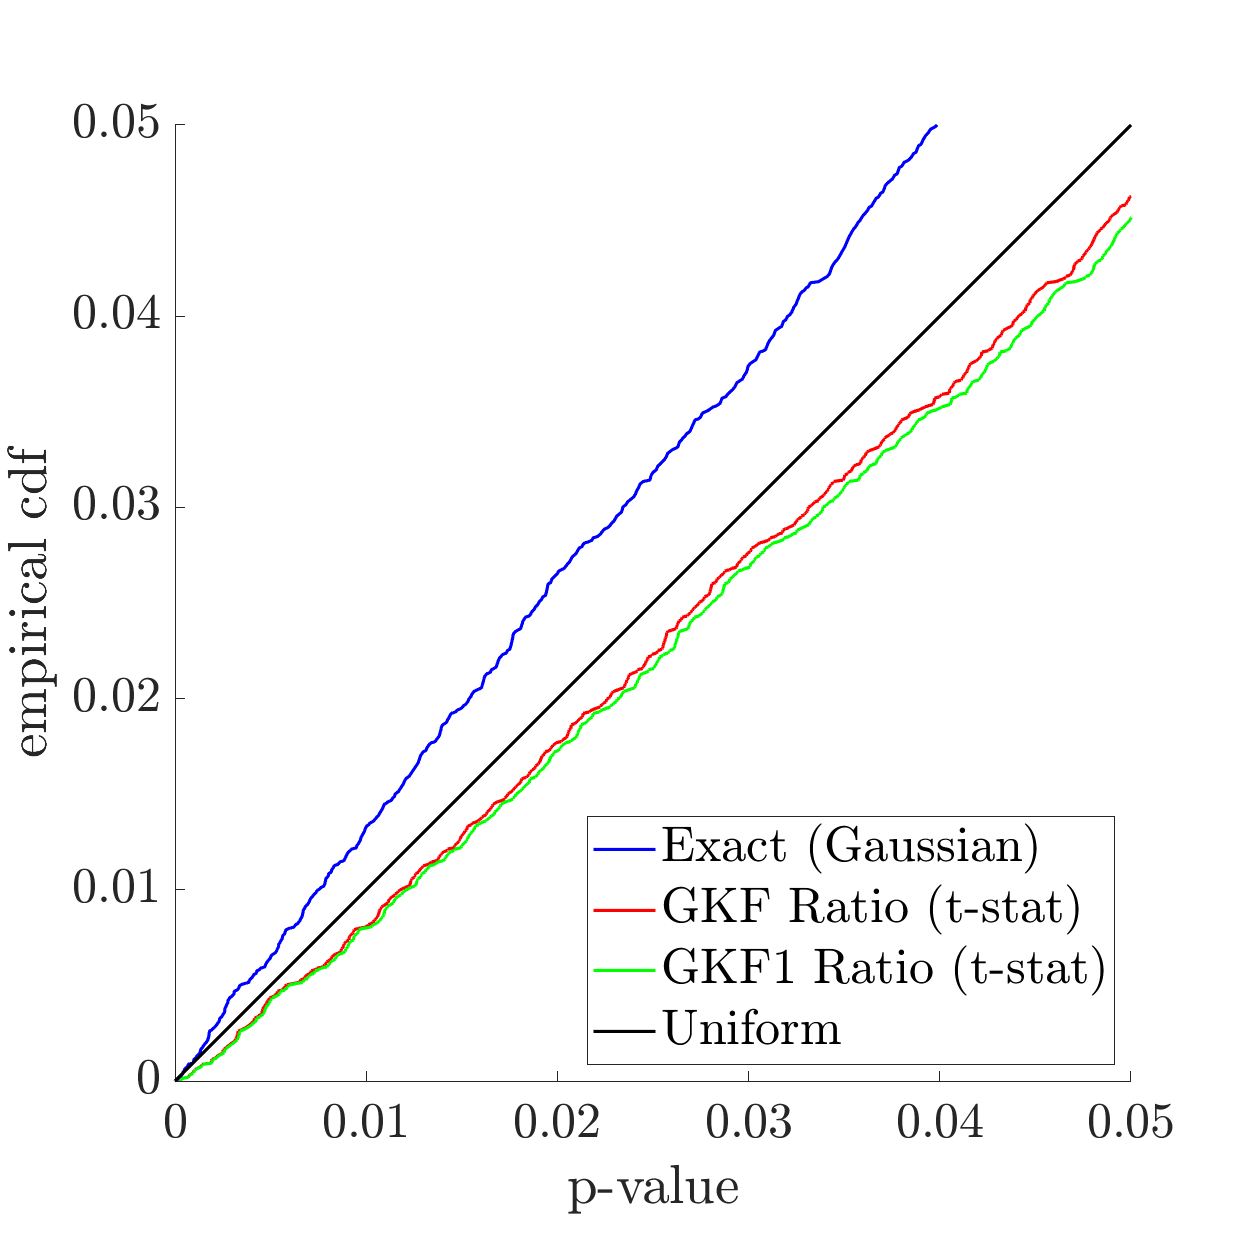 0.05
0.04
0.03
0.02
0.01
0
empirical cdf
Exact (Gaussian)
GKF Ratio (t-stat)
GKF1 Ratio (t-stat)
Uniform
0 0.01 0.02 0.03 0.04 0.05
p-value